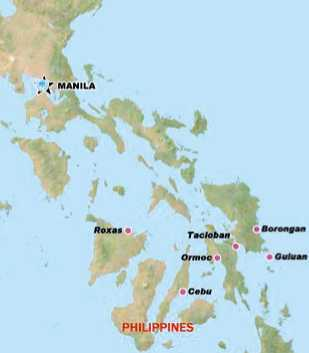 MANILA
Roxas
Borongan
Tacloban
Guiuan
Ormoc
Cebu
PHILIPPINES